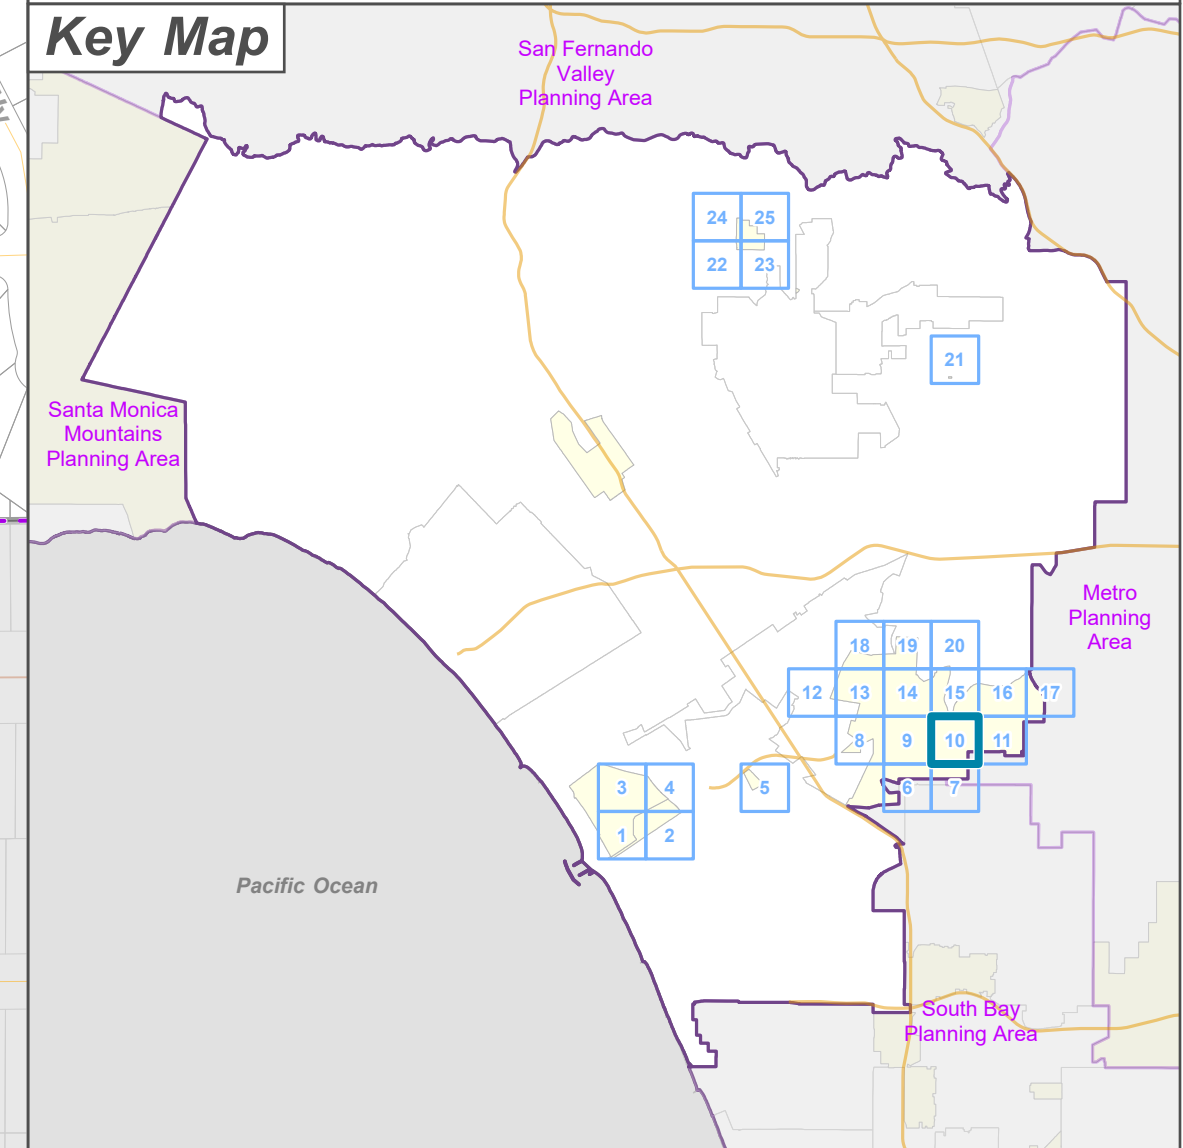 Key Map
San Fernando
Valley
Planning Area
24 25
22 23
21
Santa Monica
Mountains
Planning Area
Metro
Planning
Area
18 19 20
12 13 14 15 16 17
8 9 10 11
3 4 5 6 7
1 2
Pacific Ocean
South Bay
Planning Area